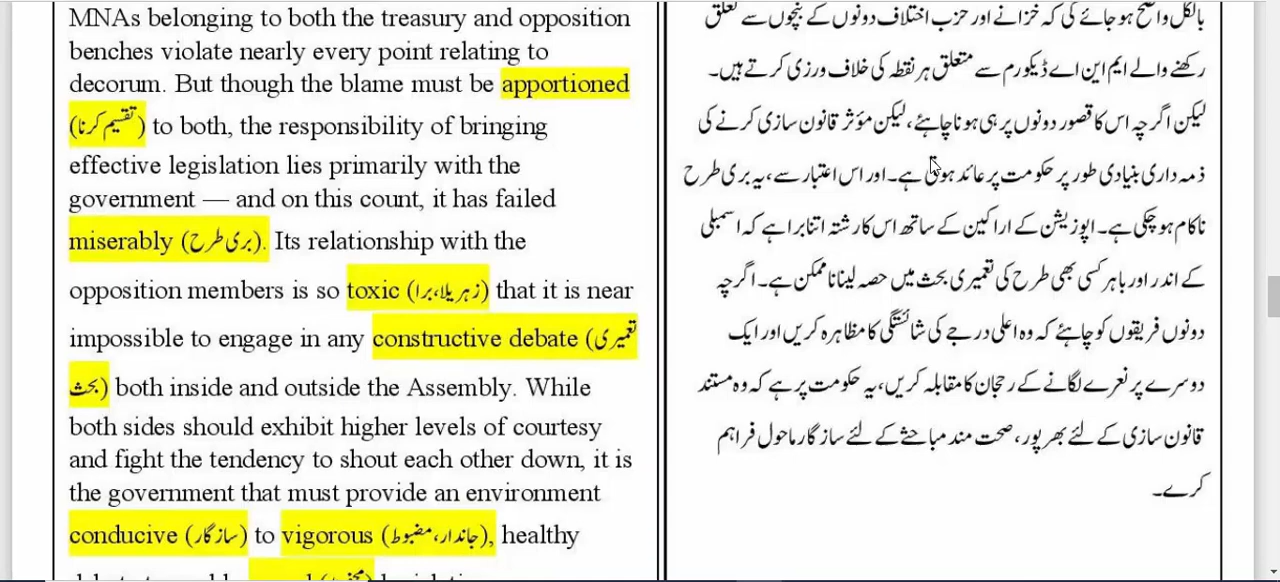 MNAs belonging to both the treasury and opposition
benches violate nearly every point relating to
decorum. But though the blame must be apportioned
(تقسیم کرنا) to both, the responsibility of bringing
effective legislation lies primarily with the
government — and on this count, it has failed
miserably (بری طرح). Its relationship with the
opposition members is so toxic (زہریلا،برا) that it is near
impossible to engage in any constructive debate (تعمیری
بحث) both inside and outside the Assembly. While
both sides should exhibit higher levels of courtesy
and fight the tendency to shout each other down, it is
the government that must provide an environment
conducive (سازگار) to vigorous (جاندار،مضبوط), healthy
بالکل واضح ہو جائے گی کہ خزانے اور حزب اختلاف دونوں کے بنچوں سے تعلق
رکھنے والے ایم این اے ڈیکورم سے متعلق ہر نقطہ کی خلاف ورزی کرتے ہیں۔
لیکن اگرچہ اس کا قصور دونوں پر ہی ہونا چاہئے، لیکن مؤثر قانون سازی کرنے کی
ذمہ داری بنیادی طور پر حکومت پر عائد ہوتی ہے۔ اور اس اعتبار سے، یہ بری طرح
ناکام ہو چکی ہے۔ اپوزیشن کے اراکین کے ساتھ اس کا رشتہ اتنا برا ہے کہ اسمبلی
کے اندر اور باہر کسی بھی طرح کی تعمیری بحث میں حصہ لینا ناممکن ہے۔ اگرچہ
دونوں فریقوں کو چاہئے کہ وہ اعلی درجے کی شائستگی کا مظاہرہ کریں اور ایک
دوسرے پر نعرے لگانے کے رجحان کا مقابلہ کریں، یہ حکومت پر ہے کہ وہ مستند
قانون سازی کے لئے بھر پور، صحت مند مباحثے کے لئے ساز گار ماحول فراہم
کرے۔